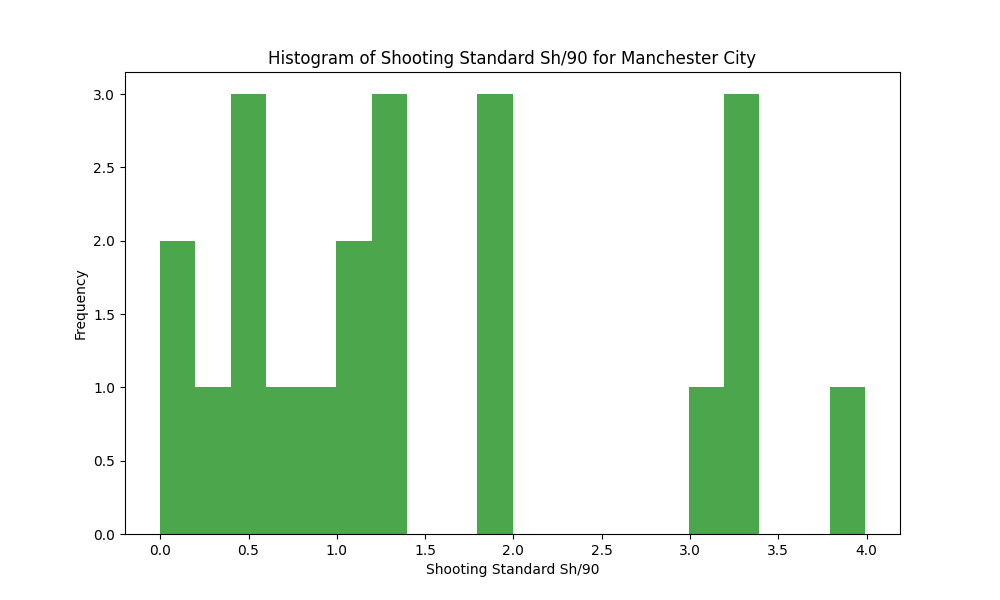 Histogram of Shooting Standard Sh/90 for Manchester City
3.0
2.5
2.0
1.5
1.0
0.5
0.0
Frequency
0.0 0.5 1.0 1.5 2.0 2.5 3.0 3.5 4.0
Shooting Standard Sh/90